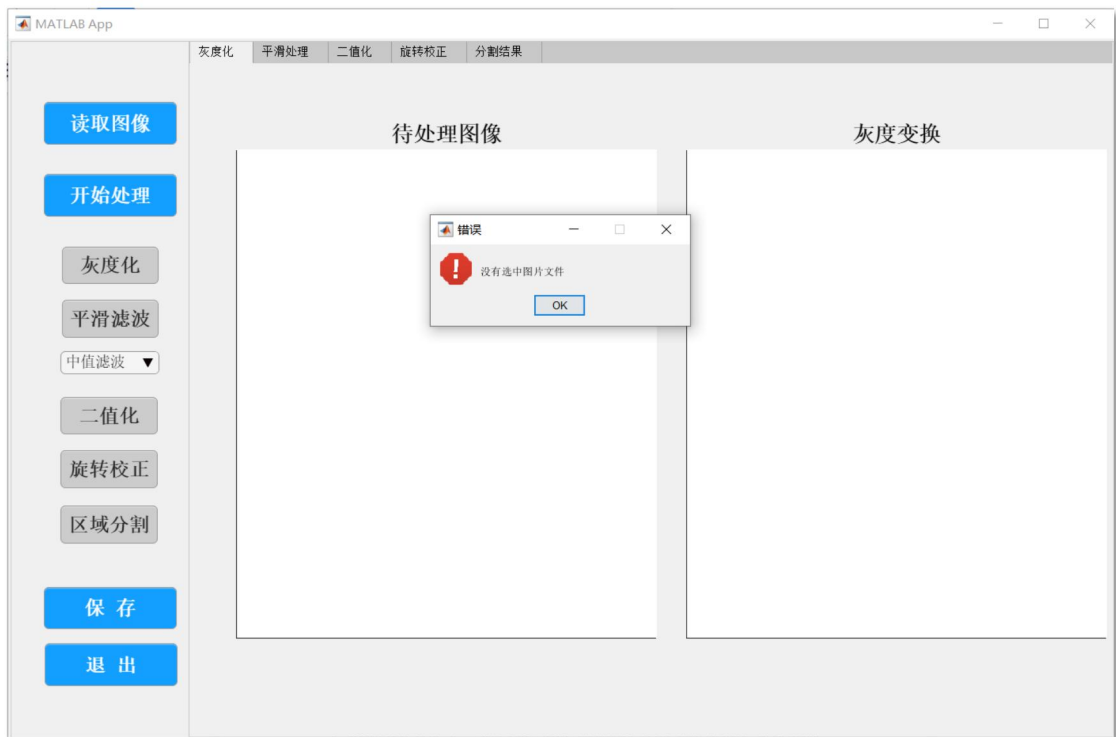 MATLAB App
灰度化 平滑处理 二值化 旋转校正 分割结果
读取图像
开始处理
灰度化
平滑滤波
中值滤波
二值化
旋转校正
区域分割
保 存
退 出
待处理图像
灰度变换
错误
没有选中图片文件
OK